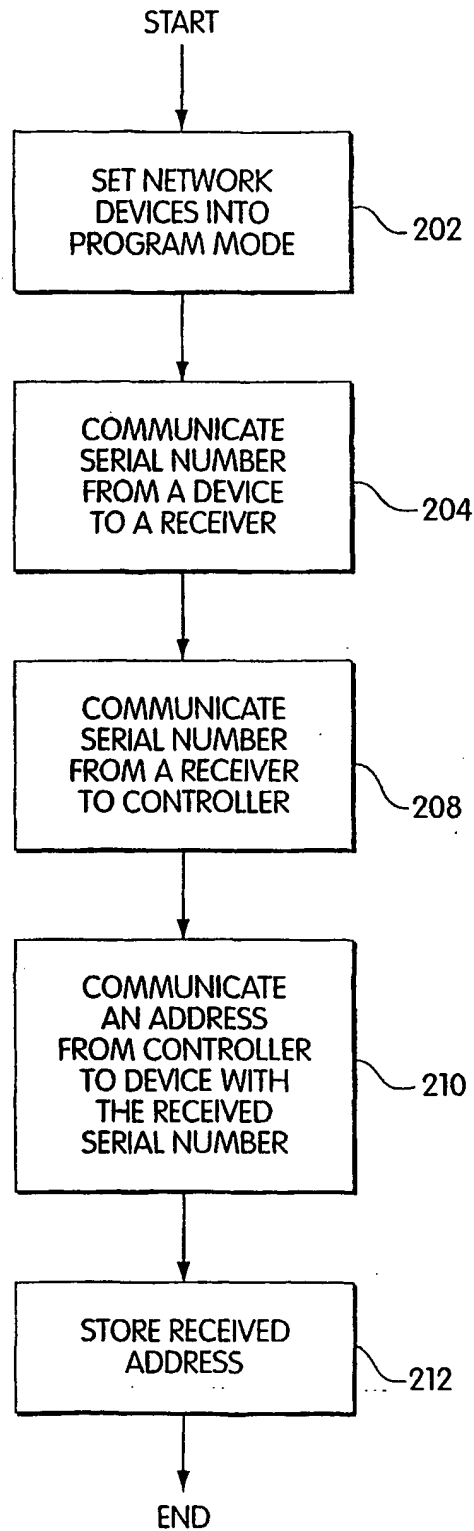 START
SET NETWORK
DEVICES INTO
PROGRAM MODE
202
COMMUNICATE
SERIAL NUMBER
FROM A DEVICE
TO A RECEIVER
204
COMMUNICATE
SERIAL NUMBER
FROM A RECEIVER
TO CONTROLLER
208
COMMUNICATE
AN ADDRESS
FROM CONTROLLER
TO DEVICE WITH
THE RECEIVED
SERIAL NUMBER
210
STORE RECEIVED
ADDRESS
212
END